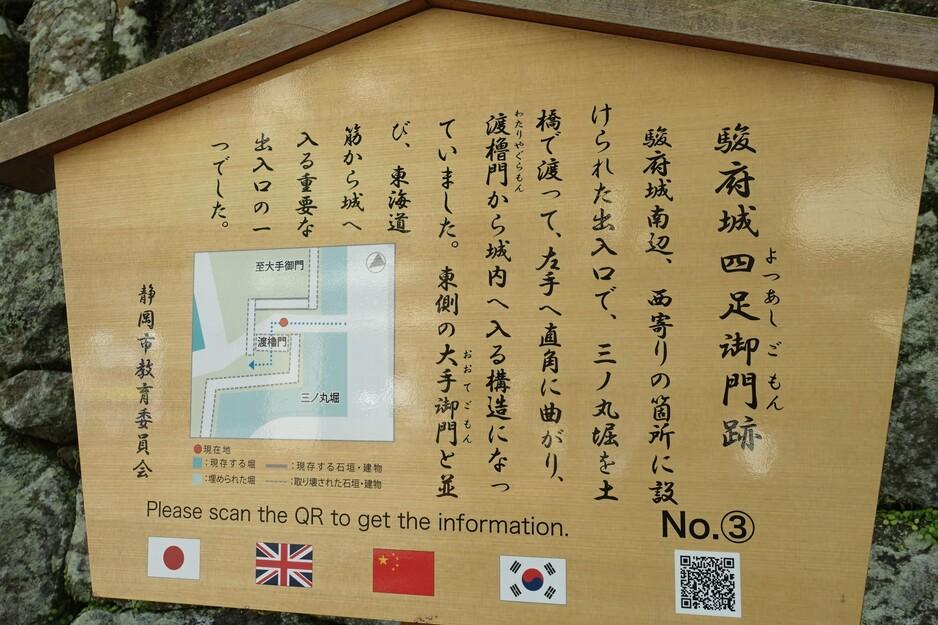 駿府城四足御門跡
よつあしごもん
駿府城南辺、西寄りの箇所に設
けられた出入口で、三ノ丸堀を土
橋で渡って、左手へ直角に曲がり、
渡櫓門から城内へ入る構造になっ
わたりやぐらもん
ていました。東側の大手御門と並
おおてごもん
び、東海道
筋から城へ
入る重要な
出入口の一
つでした。
静岡市教育委員会
至大手御門
渡櫓門
三ノ丸堀
現在地
：現存する堀
：現存する石垣・建物
：埋められた堀
：取り壊された石垣・建物
Please scan the QR to get the information.
No.③